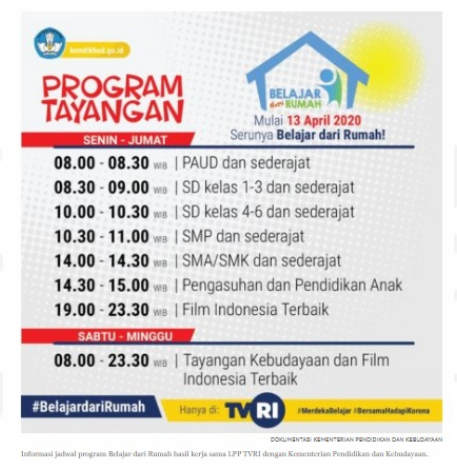 kemdikbud.go.id
PROGRAM
TAYANGAN
BELAJAR
dari RUMAH
Mulai 13 April 2020
Serunya Belajar dari Rumah!
SENIN - JUMAT
08.00 - 08.30 WIB | PAUD dan sederajat
08.30 - 09.00 WIB | SD kelas 1-3 dan sederajat
10.00 - 10.30 WIB | SD kelas 4-6 dan sederajat
10.30 - 11.00 WIB | SMP dan sederajat
14.00 - 14.30 WIB | SMA/SMK dan sederajat
14.30 - 15.00 WIB | Pengasuhan dan Pendidikan Anak
19.00 - 23.30 WIB | Film Indonesia Terbaik
SABTU - MINGGU
08.00 - 23.30 WIB | Tayangan Kebudayaan dan Film
Indonesia Terbaik
#BelajardariRumah
Hanya di: TVRI
#MerdekaBelajar #BersamaHadapiKorona
DOKUMENTASI KEMENTERIAN PENDIDIKAN DAN KEBUDAYAAN
Informasi jadwal program Belajar dari Rumah hasil kerja sama LPP TVRI dengan Kementerian Pendidikan dan Kebudayaan.